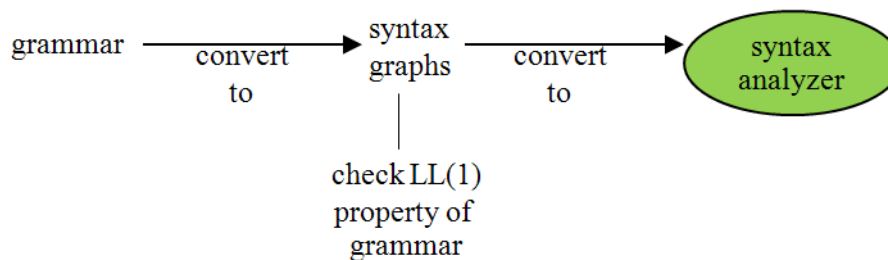 grammar
convert
to
syntax
graphs
convert
to
syntax
analyzer
check LL(1)
property of
grammar